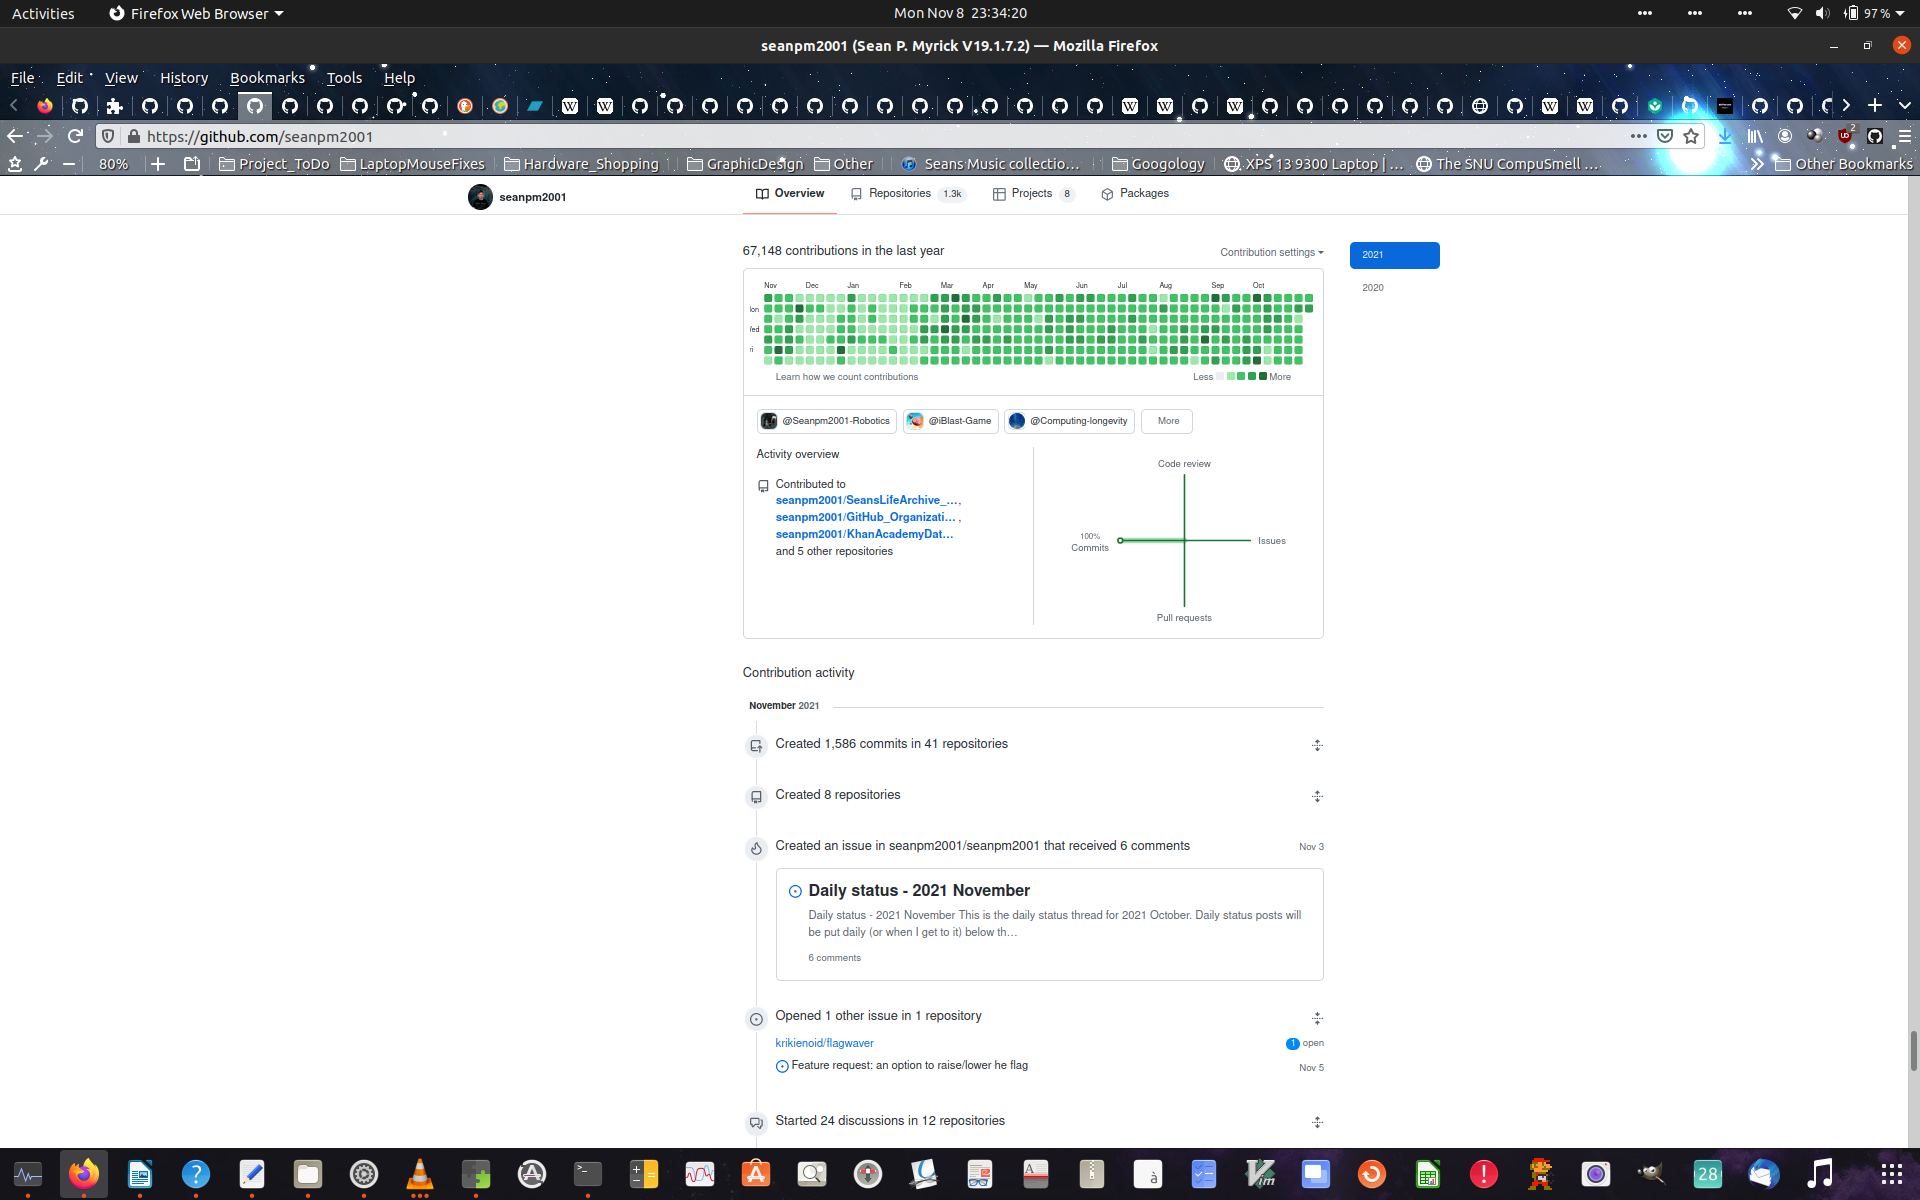 Activities
Firefox Web Browser
Mon Nov 8 23:34:20
97 %
seanpm2001 (Sean P. Myrick V19.1.7.2) — Mozilla Firefox
File Edit View History Bookmarks Tools Help
https://github.com/seanpm2001
2
80%
Project_ToDo
LaptopMouseFixes
Hardware_Shopping
GraphicDesign
Other
Seans Music collectio…
Googology
XPS 13 9300 Laptop | …
The SNU CompuSmell …
Other Bookmarks
seanpm2001
Overview
Repositories 1.3k
Projects 8
Packages
67,148 contributions in the last year
Contribution settings
2021
2020
Nov Dec Jan Feb Mar Apr May Jun Jul Aug Sep Oct
Learn how we count contributions
Less
More
@Seanpm2001-Robotics
@iBlast-Game
@Computing-longevity
More
Activity overview
Contributed to
seanpm2001/SeansLifeArchive_…,
seanpm2001/GitHub_Organizati… ,
seanpm2001/KhanAcademyDat…
and 5 other repositories
Code review
100%
Commits
Issues
Pull requests
Contribution activity
November 2021
Created 1,586 commits in 41 repositories
Created 8 repositories
Created an issue in seanpm2001/seanpm2001 that received 6 comments
Nov 3
Daily status - 2021 November
Daily status - 2021 November This is the daily status thread for 2021 October. Daily status posts will
be put daily (or when I get to it) below th…
6 comments
Opened 1 other issue in 1 repository
krikienoid/flagwaver
1 open
Feature request: an option to raise/lower he flag
Nov 5
Started 24 discussions in 12 repositories
28